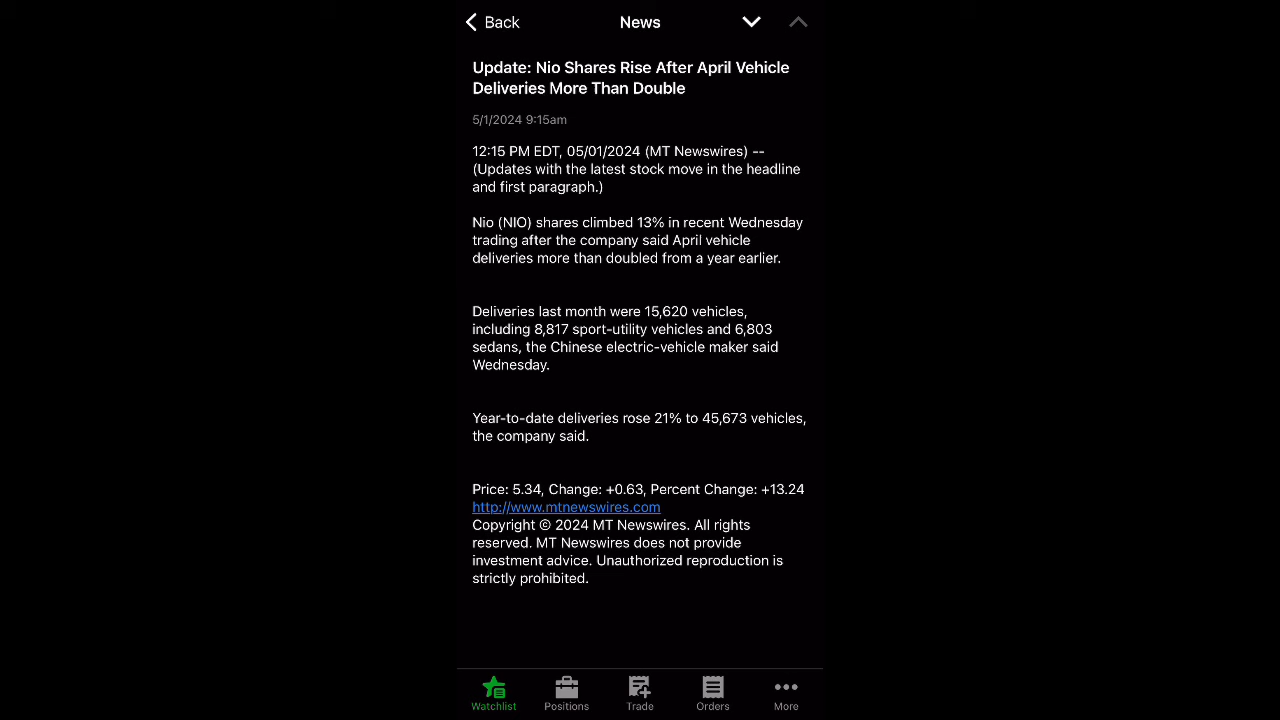 Back
News
Update: Nio Shares Rise After April Vehicle
Deliveries More Than Double
5/1/2024 9:15am
12:15 PM EDT, 05/01/2024 (MT Newswires) --
(Updates with the latest stock move in the headline
and first paragraph.)
Nio (NIO) shares climbed 13% in recent Wednesday
trading after the company said April vehicle
deliveries more than doubled from a year earlier.
Deliveries last month were 15,620 vehicles,
including 8,817 sport-utility vehicles and 6,803
sedans, the Chinese electric-vehicle maker said
Wednesday.
Year-to-date deliveries rose 21% to 45,673 vehicles,
the company said.
Price: 5.34, Change: +0.63, Percent Change: +13.24
http://www.mtnewswires.com
Copyright © 2024 MT Newswires. All rights
reserved. MT Newswires does not provide
investment advice. Unauthorized reproduction is
strictly prohibited.
Watchlist
Positions
Trade
Orders
More